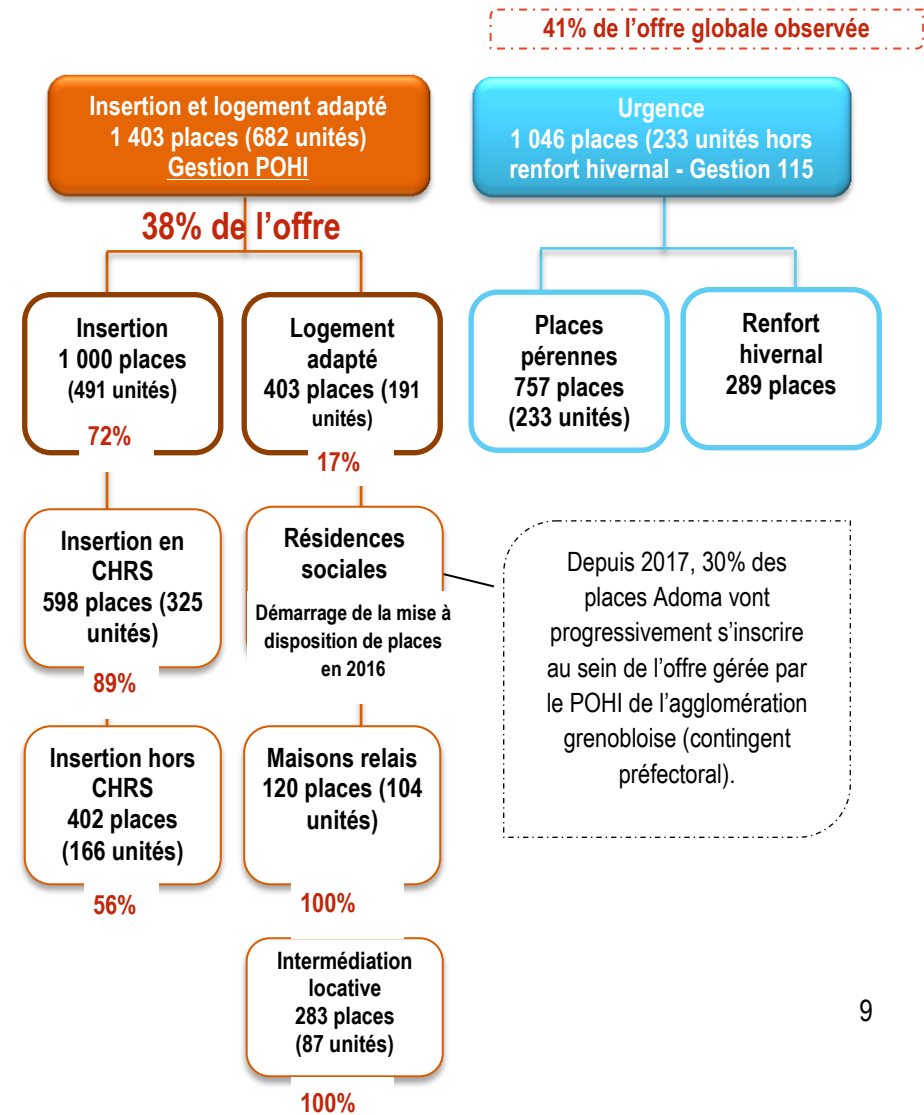 41% de l’offre globale observée
Insertion et logement adapté
1 403 places (682 unités)
Gestion POHI
Urgence
1 046 places (233 unités hors
renfort hivernal - Gestion 115
38% de l’offre
Insertion
1 000 places
(491 unités)
72%
Logement
adapté
403 places (191
unités)
17%
Places
pérennes
757 places
(233 unités)
Renfort
hivernal
289 places
Insertion en
CHRS
598 places (325
unités)
89%
Résidences
sociales
Démarrage de la mise à
disposition de places
en 2016
Depuis 2017, 30% des
places Adoma vont
progressivement s’inscrire
au sein de l’offre gérée par
le POHI de l’agglomération
grenobloise (contingent
préfectoral).
Insertion hors
CHRS
402 places
(166 unités)
56%
Maisons relais
120 places (104
unités)
100%
Intermédiation
locative
283 places
(87 unités)
100%
9